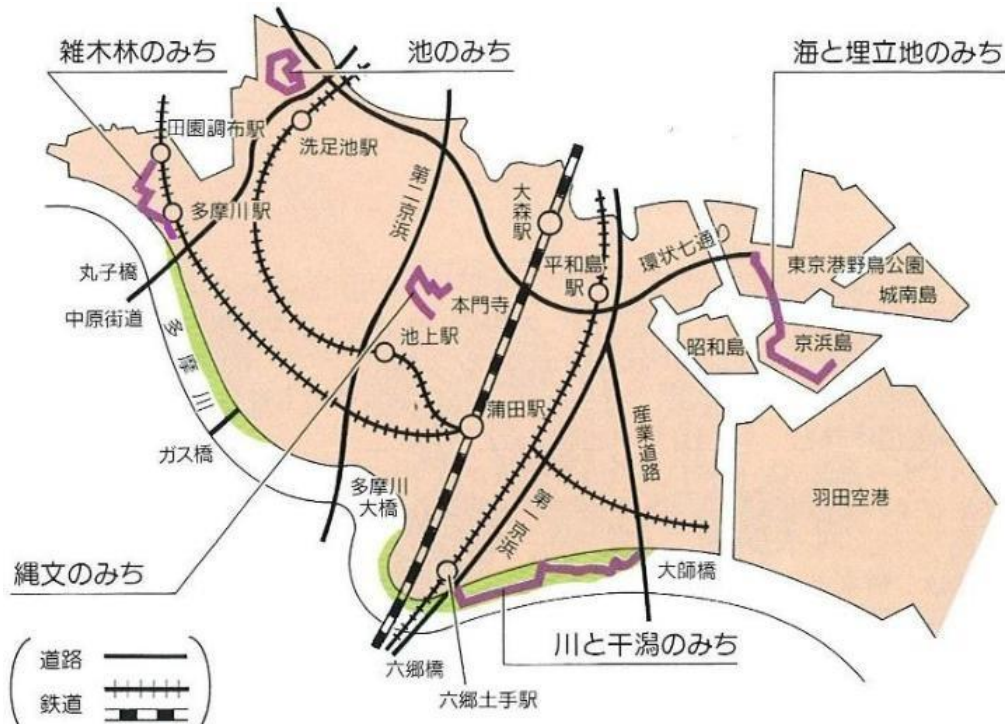 雑木林のみち
池のみち
海と埋立地のみち
田園調布駅
洗足池駅
第二京浜
大森駅
多摩川駅
平和島駅
環状七通り
東京港野鳥公園
城南島
丸子橋
中原街道
本門寺
池上駅
昭和島
京浜島
多摩川
蒲田駅
産業道路
ガス橋
多摩川
大橋
第一京浜
羽田空港
縄文のみち
大師橋
川と干潟のみち
六郷橋
六郷土手駅
道路
鉄道